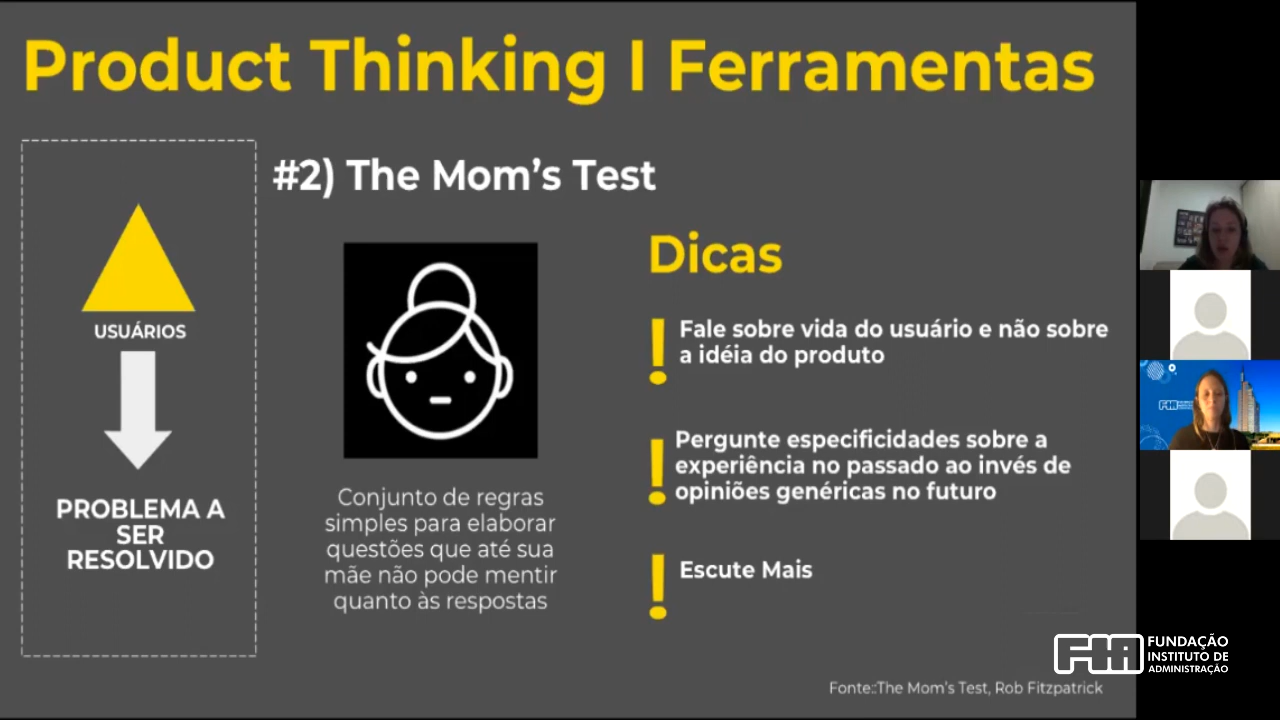 Product Thinking I Ferramentas
#2) The Mom’s Test
USUÁRIOS
PROBLEMA A
SER
RESOLVIDO
Conjunto de regras
simples para elaborar
questões que até sua
mãe não pode mentir
quanto às respostas
Dicas
Fale sobre vida do usuário e não sobre
a idéia do produto
Pergunte especificidades sobre a
experiência no passado ao invés de
opiniões genéricas no futuro
Escute Mais
FIA
FIA FUNDAÇÃO
INSTITUTO DE
ADMINISTRAÇÃO
Fonte::The Mom’s Test, Rob Fitzpatrick